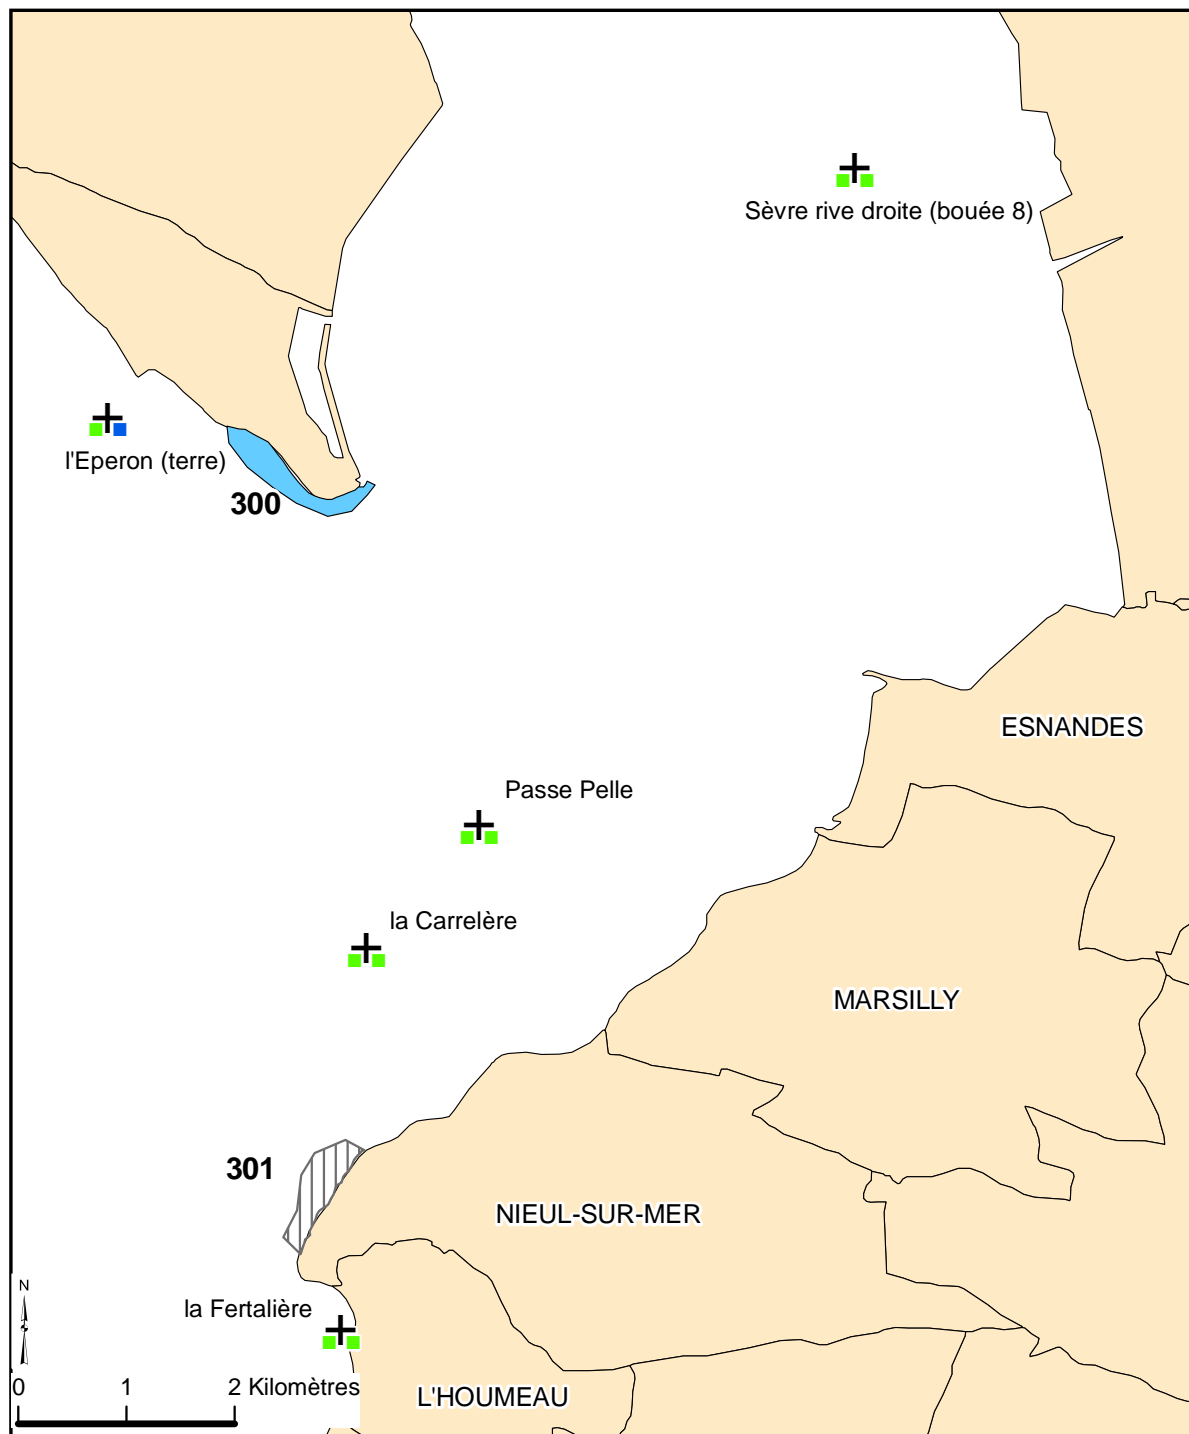 Sèvre rive droite (bouée 8)
l'Eperon (terre)
300
ESNANDES
Passe Pelle
la Carrelère
MARSILLY
301
NIEUL-SUR-MER
N
la Fertalière
0 1 2 Kilomètres
L'HOUMEAU